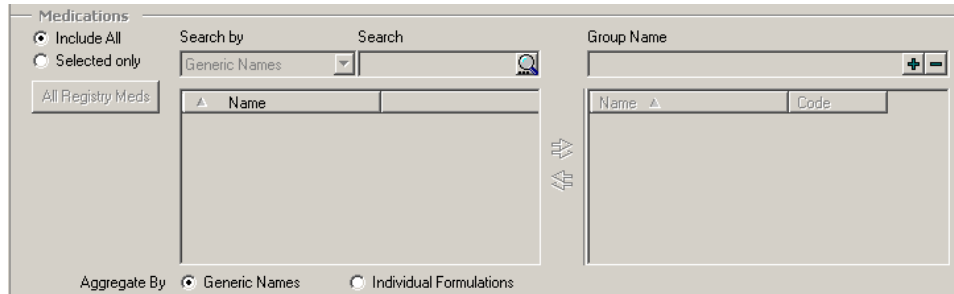 Medications
Include All
Selected only
All Registry Meds
Search by
Search
Generic Names
Name
Group Name
Name
Code
Aggregate By
Generic Names
Individual Formulations